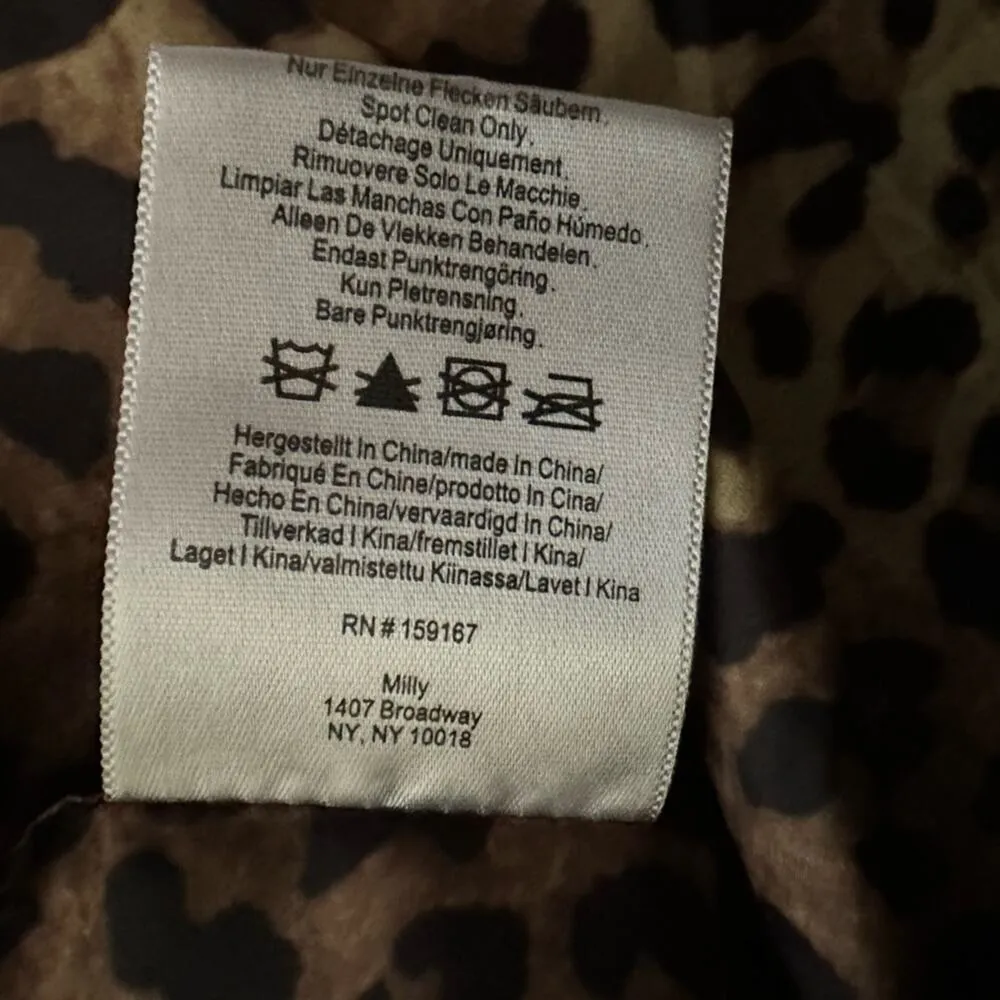 Nur Einzelne Flecken Säubern.
Spot Clean Only.
Détachage Uniquement.
Rimuovere Solo Le Macchie.
Limpiar Las Manchas Con Paño Húmedo.
Alleen De Vlekken Behandelen.
Endast Punktrengöring.
Kun Pletrensning.
Bare Punktrengjøring.
Hergestellt In China/made In China/
Fabriqué En Chine/prodotto In Cina/
Hecho En China/vervaardigd In China/
Tillverkad I Kina/fremstillet I Kina/
Laget I Kina/valmistettu Kiinassa/Lavet I Kina
RN # 159167
Milly
1407 Broadway
NY, NY 10018